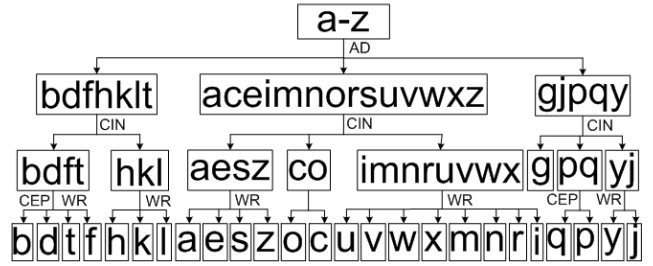 a-z
AD
bdfhklt aceimnorsuvwxz gjpqy
CIN CIN CIN
bdft hkl aesz co imnruvwx g pq yj
CEP WR WR WR WR CEP WR
b d t f h k l a e s z o c u v w x m n r i q p y j